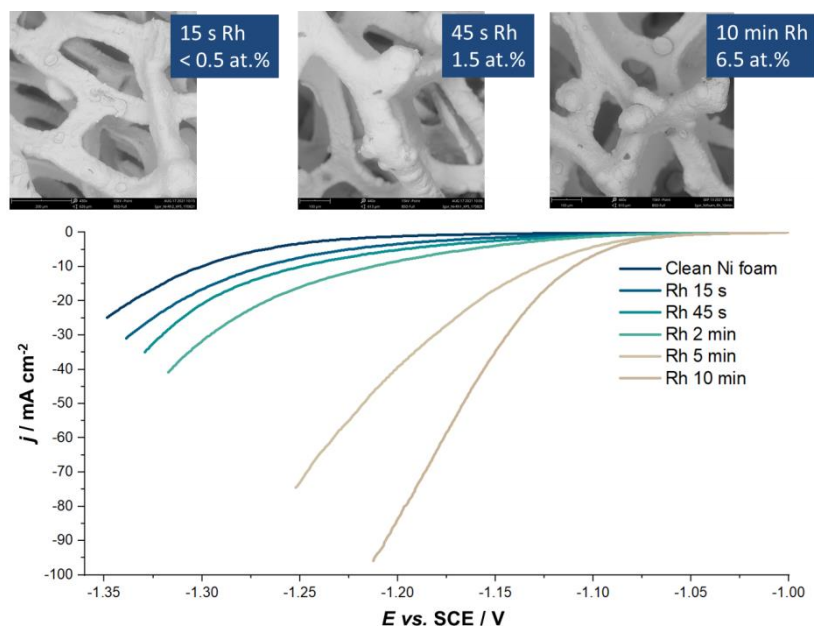 15 s Rh
< 0.5 at.%
45 s Rh
1.5 at.%
10 min Rh
6.5 at.%
0
-10
-20
-30
-40
-50
-60
-70
-80
-90
-100
j / mA cm-2
Clean Ni foam
Rh 15 s
Rh 45 s
Rh 2 min
Rh 5 min
Rh 10 min
-1.35
-1.30
-1.25
-1.20
-1.15
-1.10
-1.05
-1.00
E vs. SCE / V